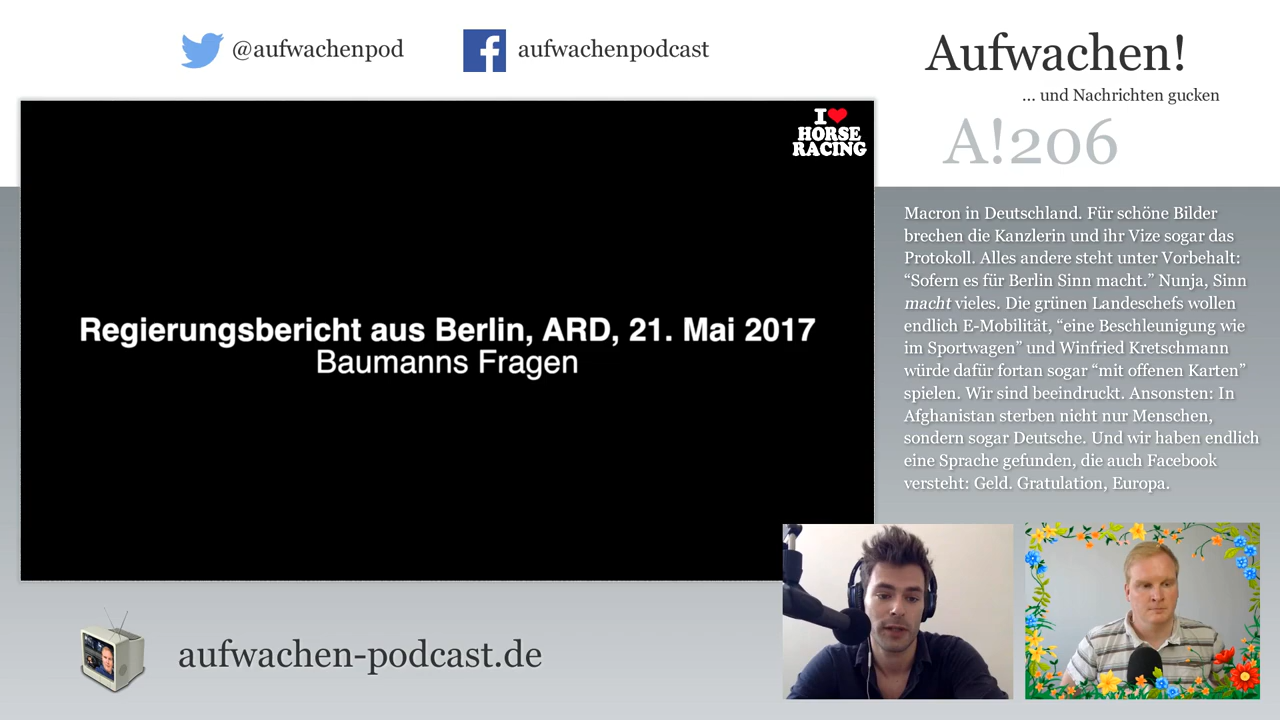 @aufwachenpod
aufwachenpodcast
Aufwachen!
... und Nachrichten gucken
A!206
I
HORSE
RACING
Regierungsbericht aus Berlin, ARD, 21. Mai 2017
Baumanns Fragen
Macron in Deutschland. Für schöne Bilder
brechen die Kanzlerin und ihr Vize sogar das
Protokoll. Alles andere steht unter Vorbehalt:
“Sofern es für Berlin Sinn macht.” Nunja, Sinn
macht vieles. Die grünen Landeschefs wollen
endlich E-Mobilität, “eine Beschleunigung wie
im Sportwagen” und Winfried Kretschmann
würde dafür fortan sogar “mit offenen Karten”
spielen. Wir sind beeindruckt. Ansonsten: In
Afghanistan sterben nicht nur Menschen,
sondern sogar Deutsche. Und wir haben endlich
eine Sprache gefunden, die auch Facebook
versteht: Geld. Gratulation, Europa.
aufwachen-podcast.de